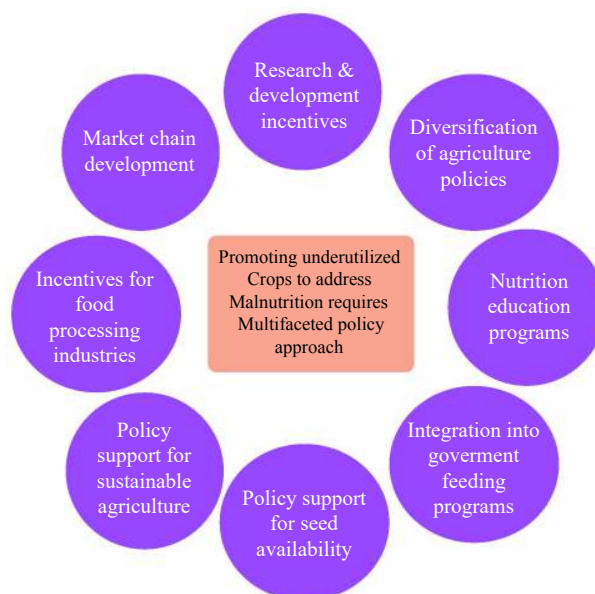 Research &
development
incentives
Diversification
of agriculture
policies
Nutrition
education
programs
Integration into
goverment
feeding
programs
Policy support
for seed
availability
Policy
support for
sustainable
agriculture
Incentives for
food
processing
industries
Market chain
development
Promoting underutilized
Crops to address
Malnutrition requires
Multifaceted policy
approach